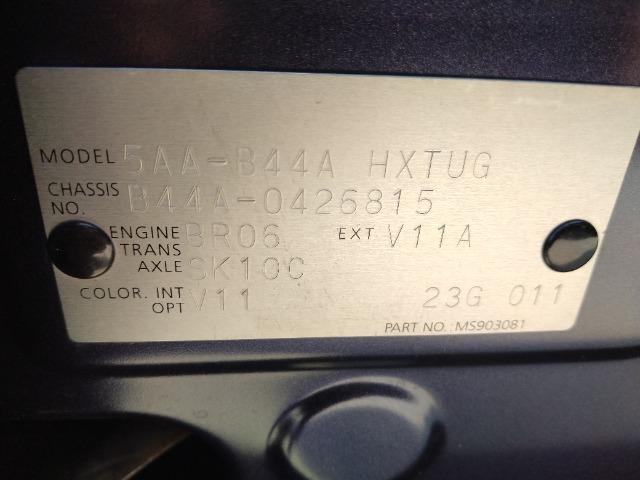 MODEL 5AA-B44A HXTUG
CHASSIS NO. B44A-0426815
ENGINE BR06 EXT V11A
TRANS
AXLE SK10C
COLOR. INT V11 23G 011
OPT
PART NO. MS903081